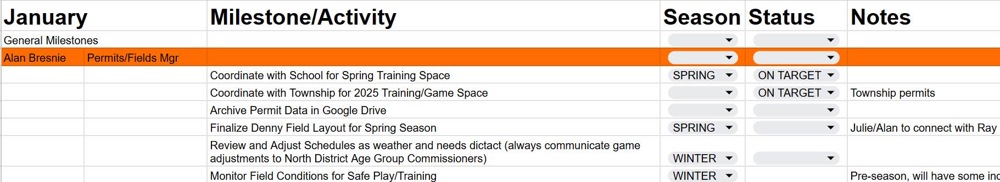 January Milestone/Activity Season Status Notes
General Milestones
Alan Bresnie Permits/Fields Mgr
Coordinate with School for Spring Training Space SPRING ON TARGET
Coordinate with Township for 2025 Training/Game Space ON TARGET Township permits
Archive Permit Data in Google Drive
Finalize Denny Field Layout for Spring Season SPRING Julie/Alan to connect with Ray
Review and Adjust Schedules as weather and needs dictact (always communicate game
adjustments to North District Age Group Commissioners) WINTER
Monitor Field Conditions for Safe Play/Training WINTER Pre-season, will have some